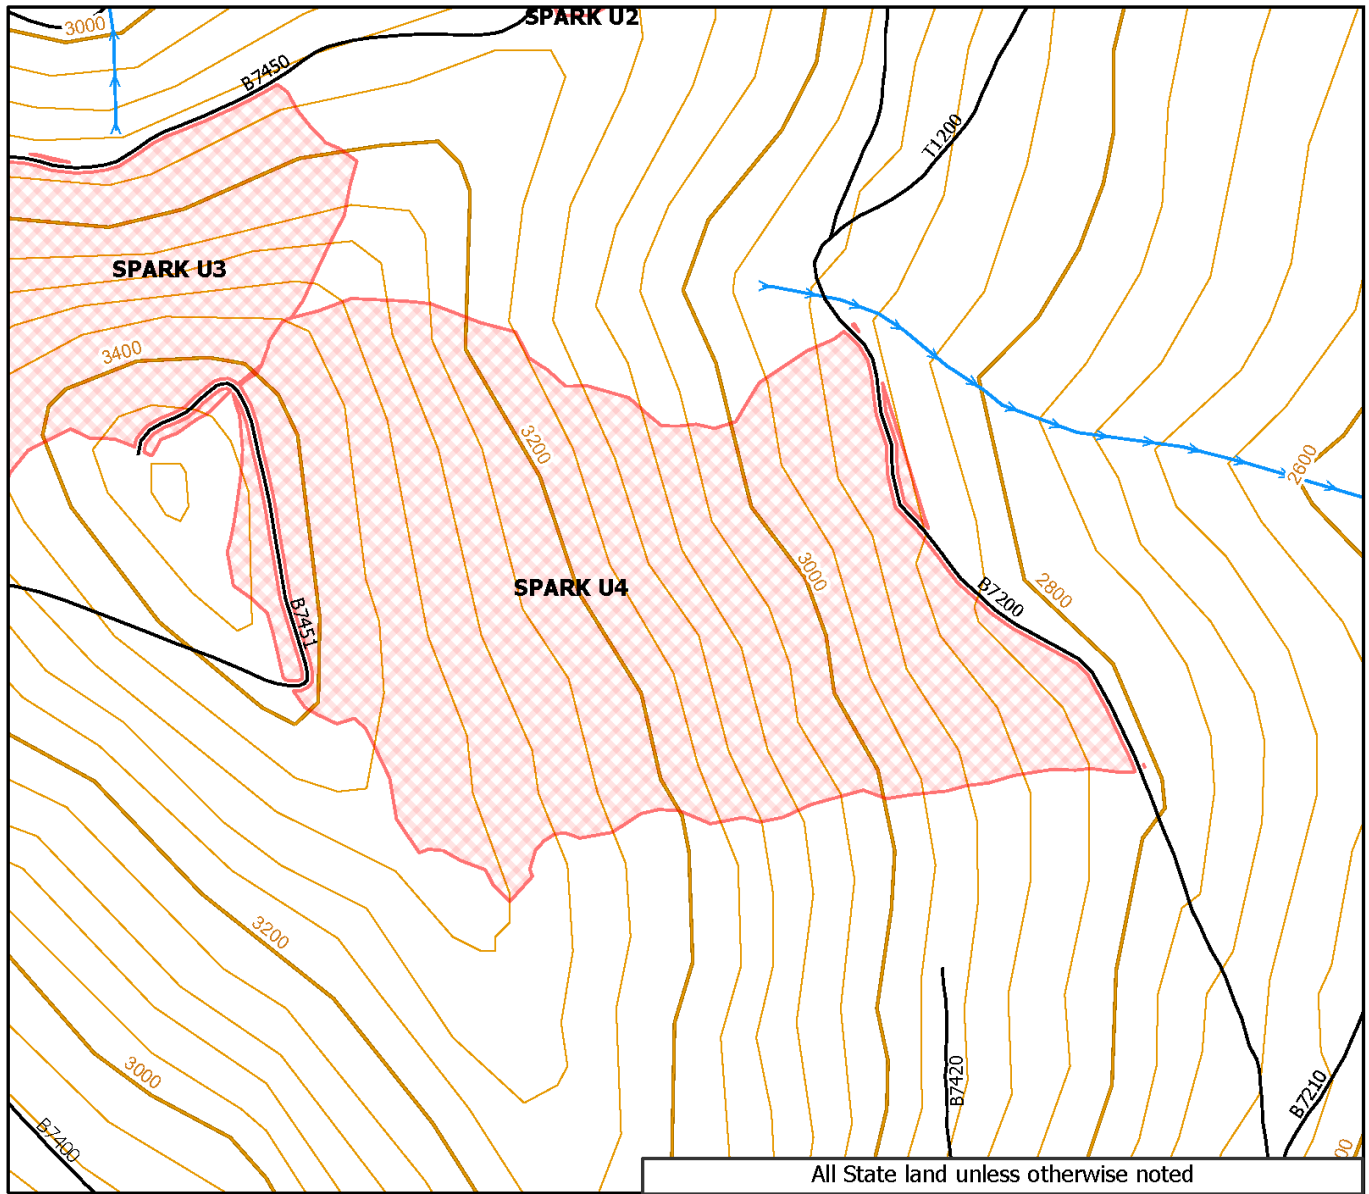 SPARK U2
3000
B7450
T1200
SPARK U3
3400
3200
2600
3000
SPARK U4
B7200
2800
B7451
3200
3000
B7420
B7210
B7400
00
All State land unless otherwise noted